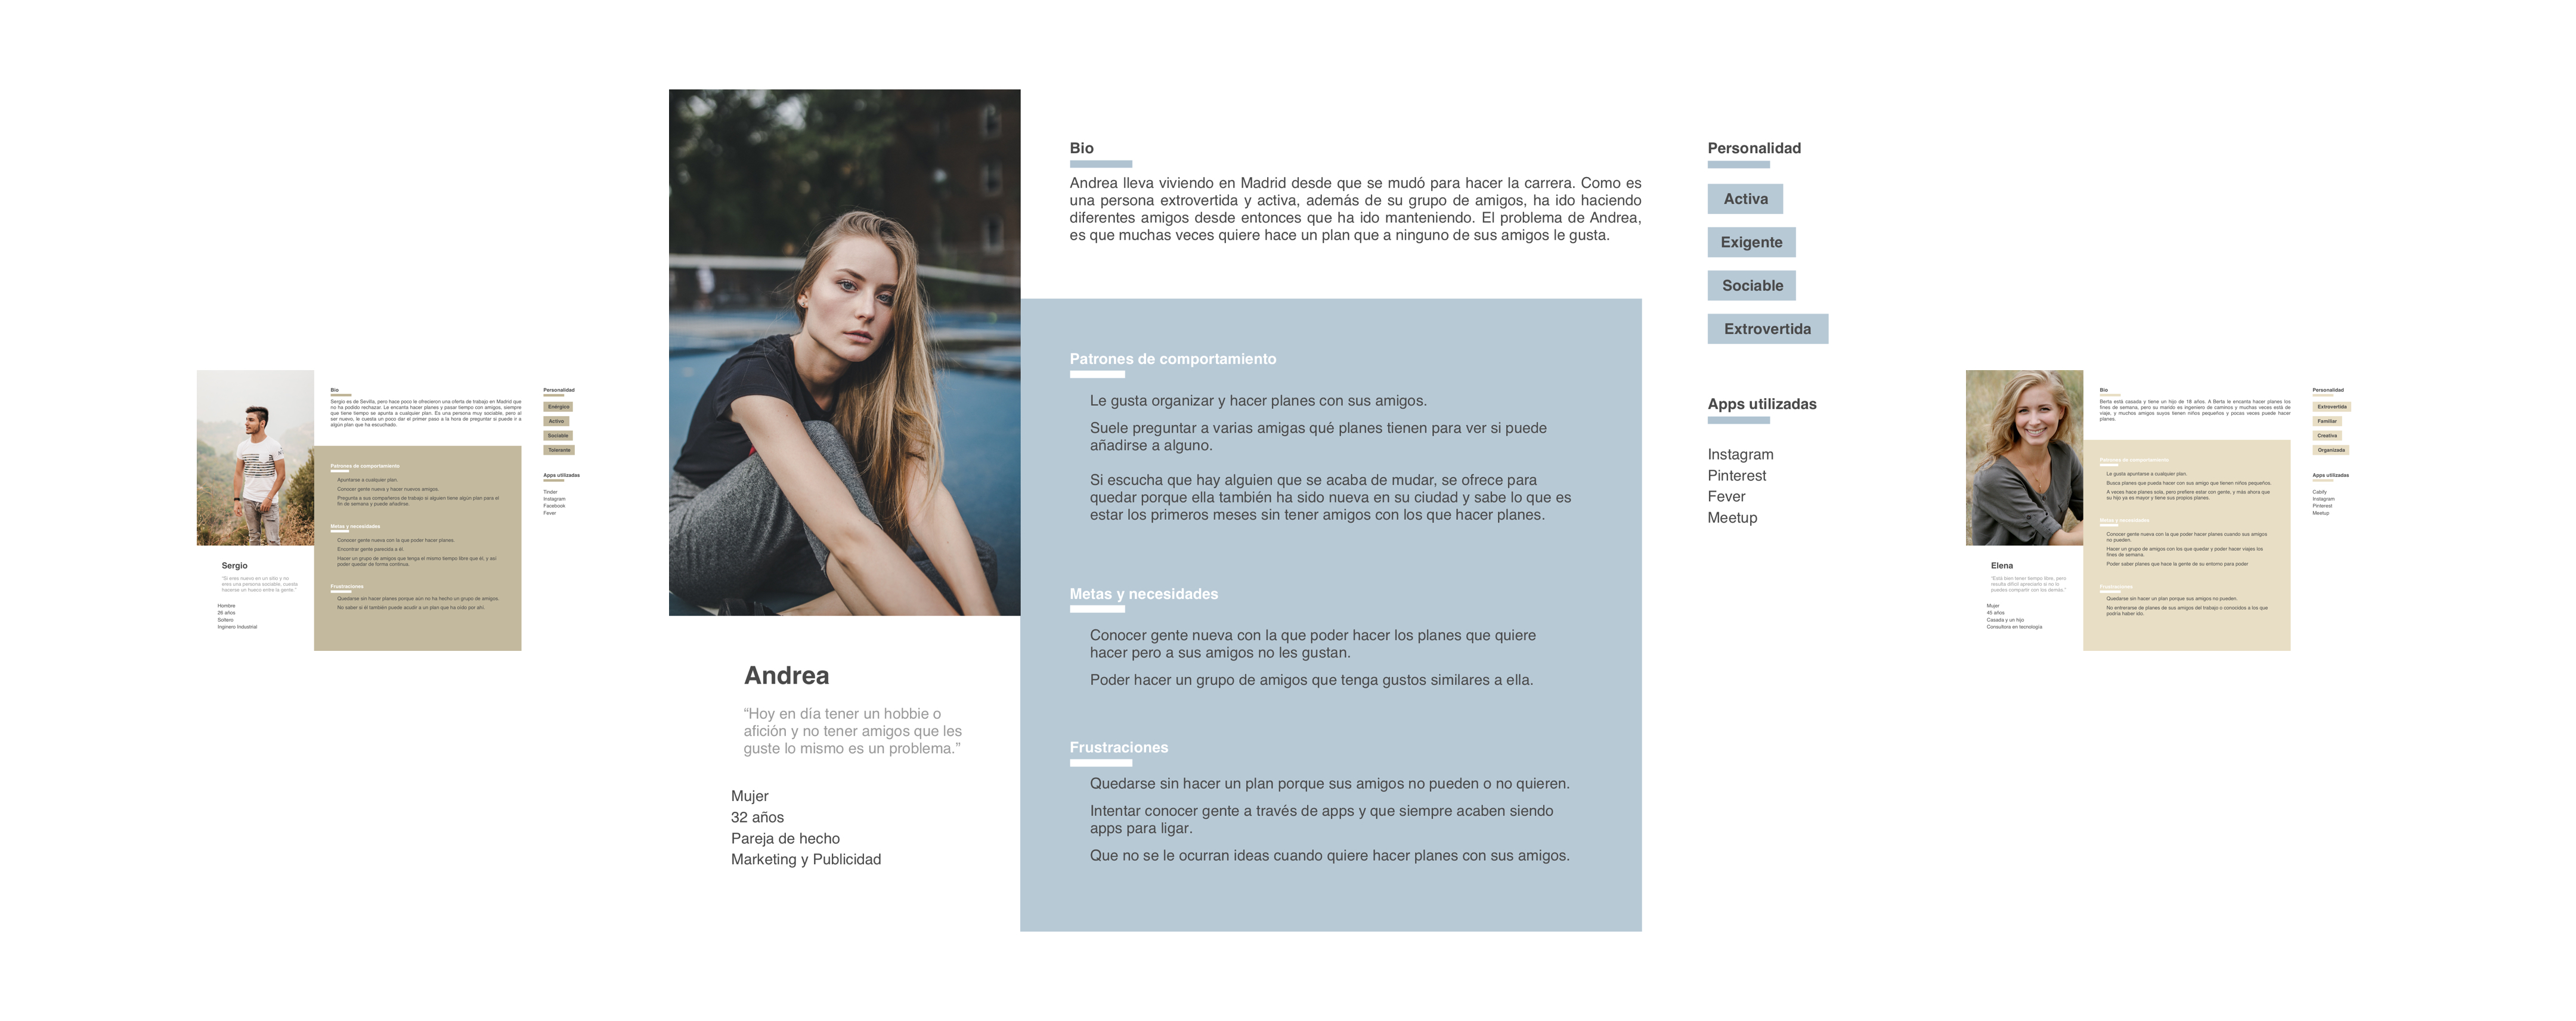 Bio
Sergio es de Sevilla, pero hace poco le ofrecieron una oferta de trabajo en Madrid que
no ha podido rechazar. Le encanta hacer planes y pasar tiempo con amigos, siempre
que tiene tiempo se apunta a cualquier plan. Es una persona muy sociable, pero al
ser nuevo, le cuesta un poco dar el primer paso a la hora de preguntar si puede ir a
algún plan que ha escuchado.
Personalidad
Enérgico
Activo
Sociable
Tolerante
Apps utilizadas
Tinder
Instagram
Facebook
Fever
Patrones de comportamiento
Apuntarse a cualquier plan.
Conocer gente nueva y hacer nuevos amigos.
Pregunta a sus compañeros de trabajo si alguien tiene algún plan para el
fin de semana y puede añadirse.
Metas y necesidades
Conocer gente nueva con la que poder hacer planes.
Encontrar gente parecida a él.
Hacer un grupo de amigos que tenga el mismo tiempo libre que él, y así
poder quedar de forma continua.
Frustraciones
Quedarse sin hacer planes porque aún no ha hecho un grupo de amigos.
No saber si él también puede acudir a un plan que ha oído por ahí.
Sergio
“Si eres nuevo en un sitio y no
eres una persona sociable, cuesta
hacerse un hueco entre la gente.”
Hombre
26 años
Soltero
Inginero Industrial
Bio
Andrea lleva viviendo en Madrid desde que se mudó para hacer la carrera. Como es
una persona extrovertida y activa, además de su grupo de amigos, ha ido haciendo
diferentes amigos desde entonces que ha ido manteniendo. El problema de Andrea,
es que muchas veces quiere hace un plan que a ninguno de sus amigos le gusta.
Patrones de comportamiento
Le gusta organizar y hacer planes con sus amigos.
Suele preguntar a varias amigas qué planes tienen para ver si puede
añadirse a alguno.
Si escucha que hay alguien que se acaba de mudar, se ofrece para
quedar porque ella también ha sido nueva en su ciudad y sabe lo que es
estar los primeros meses sin tener amigos con los que hacer planes.
Metas y necesidades
Conocer gente nueva con la que poder hacer los planes que quiere
hacer pero a sus amigos no les gustan.
Poder hacer un grupo de amigos que tenga gustos similares a ella.
Frustraciones
Quedarse sin hacer un plan porque sus amigos no pueden o no quieren.
Intentar conocer gente a través de apps y que siempre acaben siendo
apps para ligar.
Que no se le ocurran ideas cuando quiere hacer planes con sus amigos.
Andrea
“Hoy en día tener un hobbie o
afición y no tener amigos que les
guste lo mismo es un problema.”
Mujer
32 años
Pareja de hecho
Marketing y Publicidad
Personalidad
Activa
Exigente
Sociable
Extrovertida
Apps utilizadas
Instagram
Pinterest
Fever
Meetup
Bio
Berta está casada y tiene un hijo de 18 años. A Berta le encanta hacer planes los
fines de semana, pero su marido es ingeniero de caminos y muchas veces está de
viaje, y muchos amigos suyos tienen niños pequeños y pocas veces puede hacer
planes.
Patrones de comportamiento
Le gusta apuntarse a cualquier plan.
Busca planes que pueda hacer con sus amigo que tienen niños pequeños.
A veces hace planes sola, pero prefiere estar con gente, y más ahora que
su hijo ya es mayor y tiene sus propios planes.
Metas y necesidades
Conocer gente nueva con la que poder hacer planes cuando sus amigos
no pueden.
Hacer un grupo de amigos con los que quedar y poder hacer viajes los
fines de semana.
Poder saber planes que hace la gente de su entorno para poder
Frustraciones
Quedarse sin hacer un plan porque sus amigos no pueden.
No entrerarse de planes de sus amigos del trabajo o conocidos a los que
podría haber ido.
Elena
“Está bien tener tiempo libre, pero
resulta difícil apreciarlo si no lo
puedes compartir con los demás.”
Mujer
45 años
Casada y un hijo
Consultora en tecnología
Personalidad
Extrovertida
Familiar
Creativa
Organizada
Apps utilizadas
Cabify
Instagram
Pinterest
Meetup